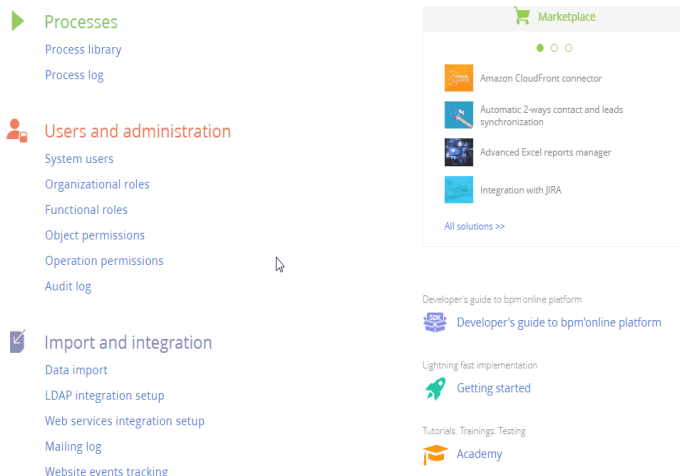 Processes
Process library
Process log
Users and administration
System users
Organizational roles
Functional roles
Object permissions
Operation permissions
Audit log
Import and integration
Data import
LDAP integration setup
Web services integration setup
Mailing log
Website events tracking
Marketplace
Amazon CloudFront connector
Automatic 2-ways contact and leads
synchronization
Advanced Excel reports manager
Integration with JIRA
All solutions >>
Developer's guide to bpm'online platform
SDK
Developer's guide to bpm'online platform
Lightning fast implementation
Getting started
Tutorials. Trainings. Testing
Academy